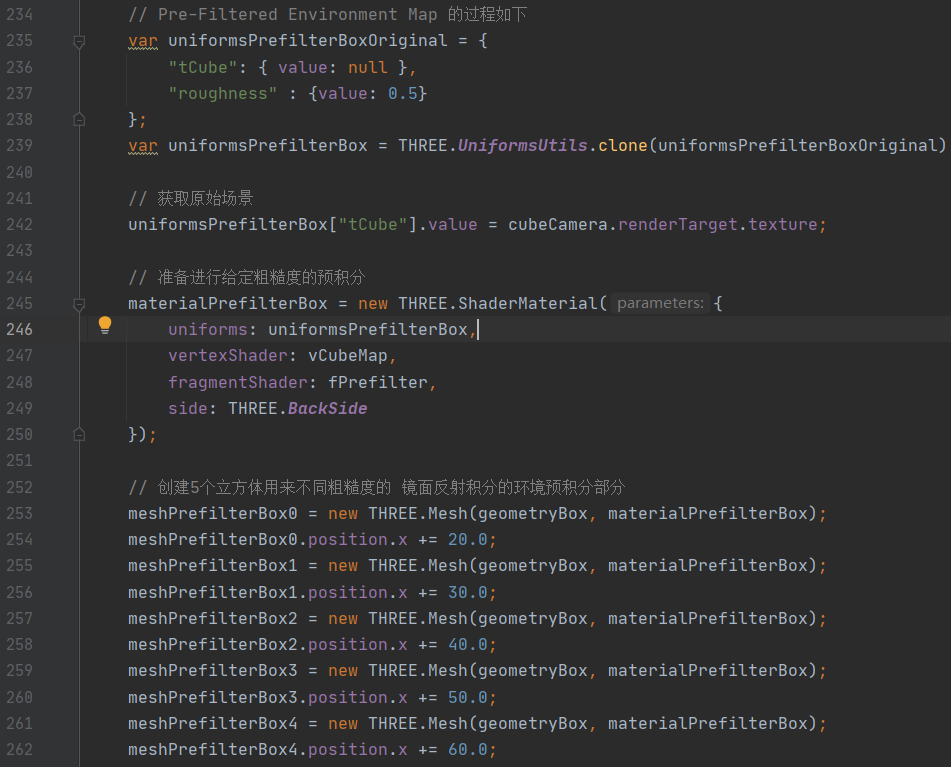 234 // Pre-Filtered Environment Map 的过程如下
235 var uniformsPrefilterBoxOriginal = {
236 "tCube": { value: null },
237 "roughness" : {value: 0.5}
238 };
239 var uniformsPrefilterBox = THREE.UniformsUtils.clone(uniformsPrefilterBoxOriginal)
240
241 // 获取原始场景
242 uniformsPrefilterBox["tCube"].value = cubeCamera.renderTarget.texture;
243
244 // 准备进行给定粗糙度的预积分
245 materialPrefilterBox = new THREE.ShaderMaterial( parameters: {
246 uniforms: uniformsPrefilterBox,
247 vertexShader: vCubeMap,
248 fragmentShader: fPrefilter,
249 side: THREE.BackSide
250 });
251
252 // 创建5个立方体用来不同粗糙度的 镜面反射积分的环境预积分部分
253 meshPrefilterBox0 = new THREE.Mesh(geometryBox, materialPrefilterBox);
254 meshPrefilterBox0.position.x += 20.0;
255 meshPrefilterBox1 = new THREE.Mesh(geometryBox, materialPrefilterBox);
256 meshPrefilterBox1.position.x += 30.0;
257 meshPrefilterBox2 = new THREE.Mesh(geometryBox, materialPrefilterBox);
258 meshPrefilterBox2.position.x += 40.0;
259 meshPrefilterBox3 = new THREE.Mesh(geometryBox, materialPrefilterBox);
260 meshPrefilterBox3.position.x += 50.0;
261 meshPrefilterBox4 = new THREE.Mesh(geometryBox, materialPrefilterBox);
262 meshPrefilterBox4.position.x += 60.0;